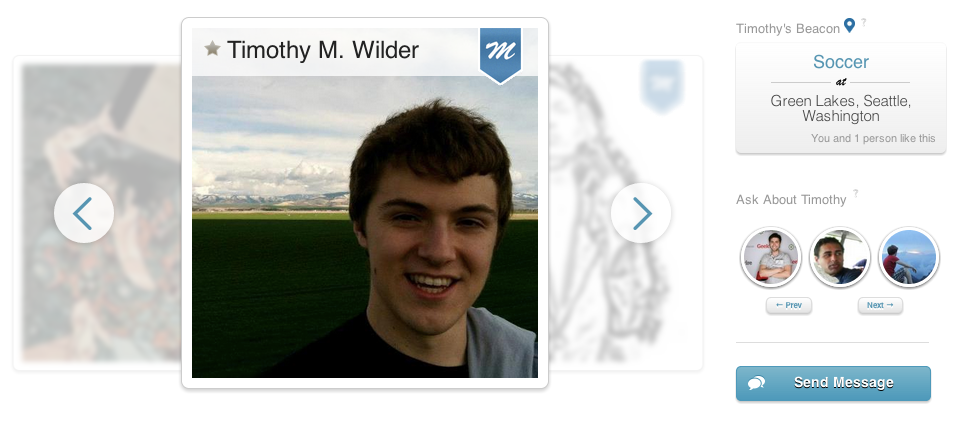 Timothy M. Wilder
M
Timothy's Beacon ?
Soccer
at
Green Lakes, Seattle,
Washington
You and 1 person like this
Ask About Timothy ?
← Prev
Next →
Send Message